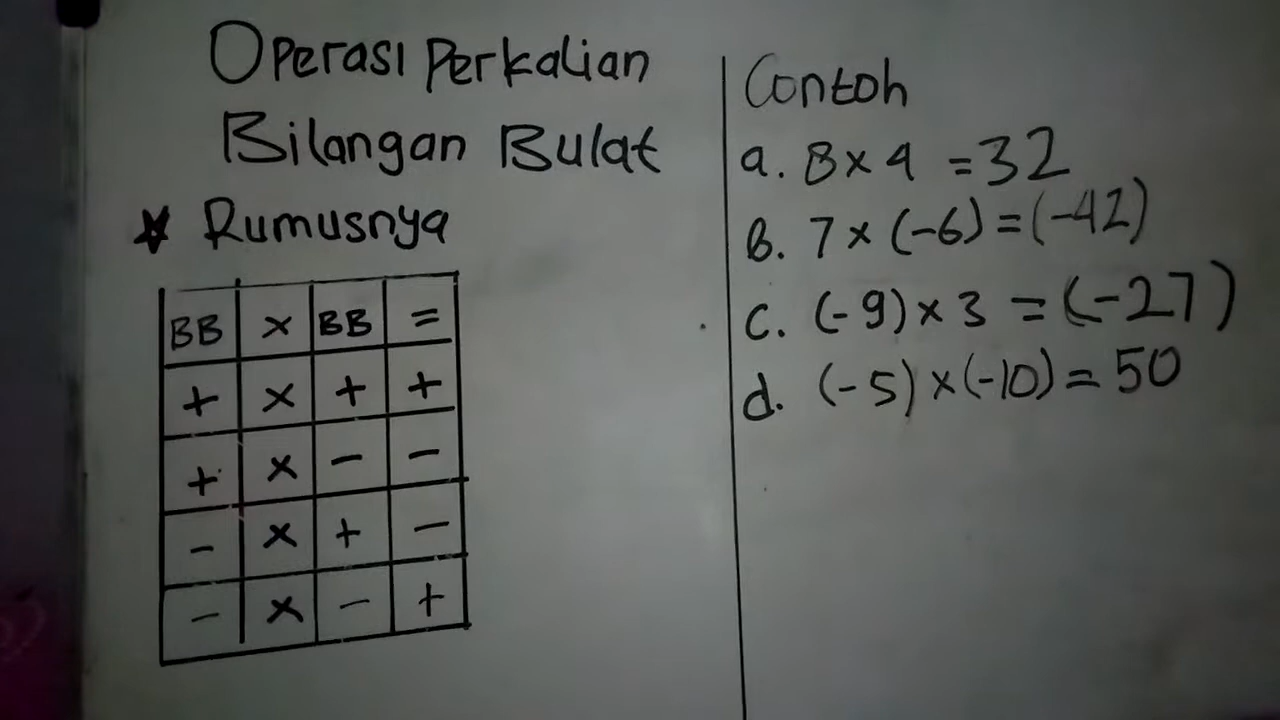 Operasi Perkalian
Bilangan Bulat
★ Rumusnya
BB × BB =
+ × + +
+ × - -
- × + -
- × - +
Contoh
a. 8 × 4 = 32
B. 7 × (-6) = (-42)
c. (-9) × 3 = (-27)
d. (-5) × (-10) = 50